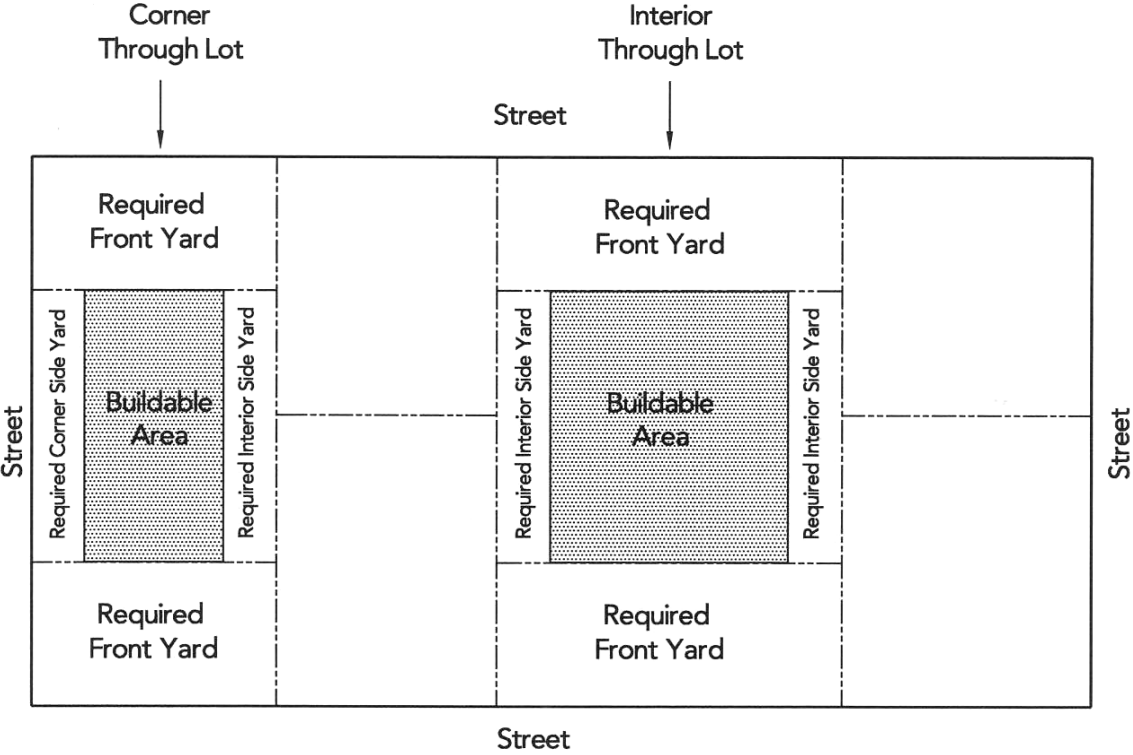 Corner
Through Lot
Interior
Through Lot
Street
Required
Front Yard
Required
Front Yard
Street
Required Corner Side Yard
Buildable
Area
Required Interior Side Yard
Required Interior Side Yard
Buildable
Area
Required Interior Side Yard
Street
Required
Front Yard
Required
Front Yard
Street